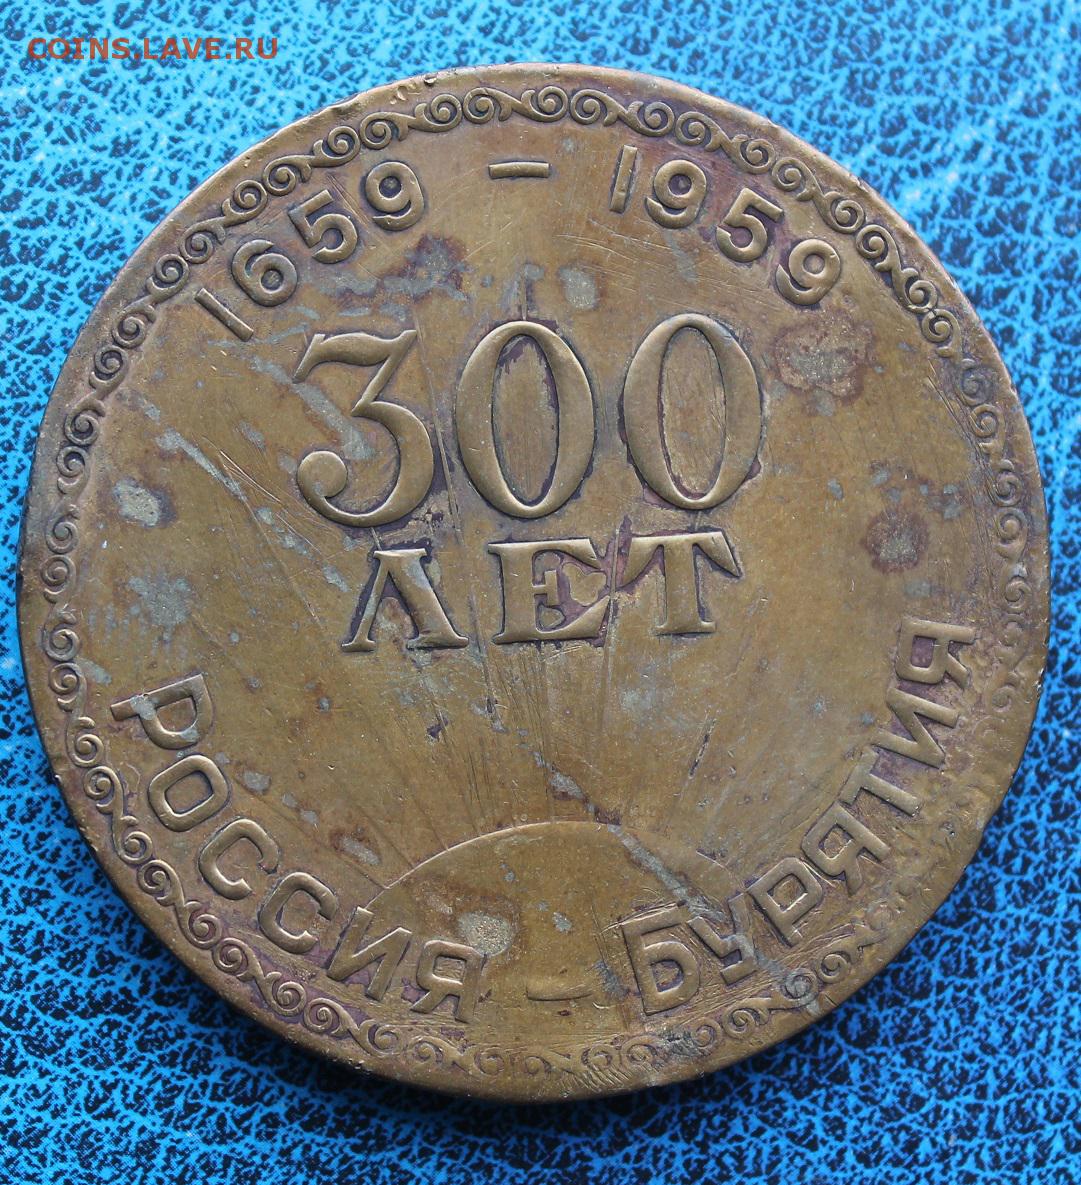 COINS.LAVE.RU
1659 – 1959
300
ЛЕТ
РОССИЯ – БУРЯТИЯ